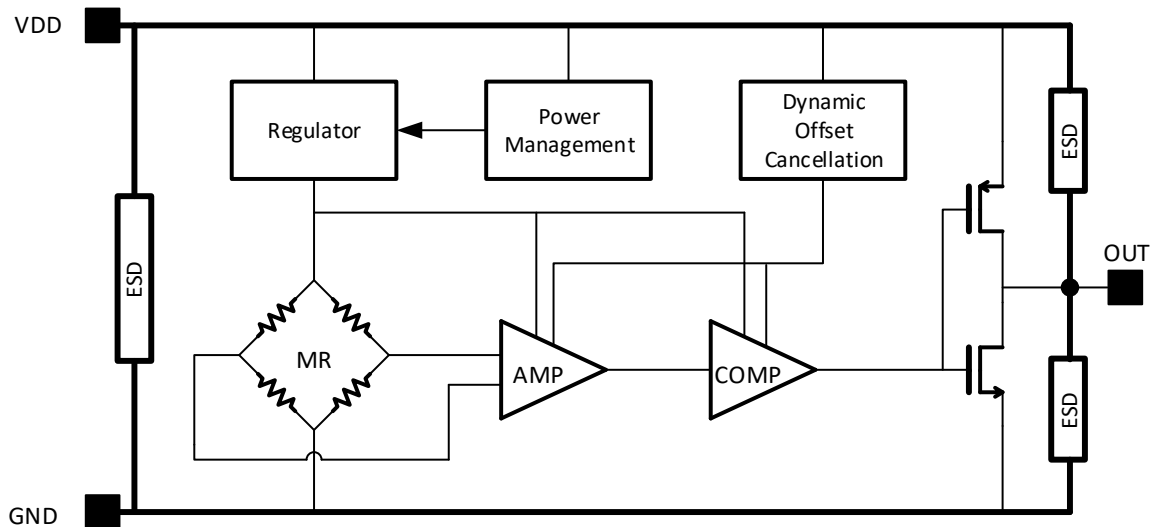 VDD
Regulator
Power
Management
Dynamic
Offset
Cancellation
ESD
ESD
OUT
MR
AMP
COMP
ESD
GND